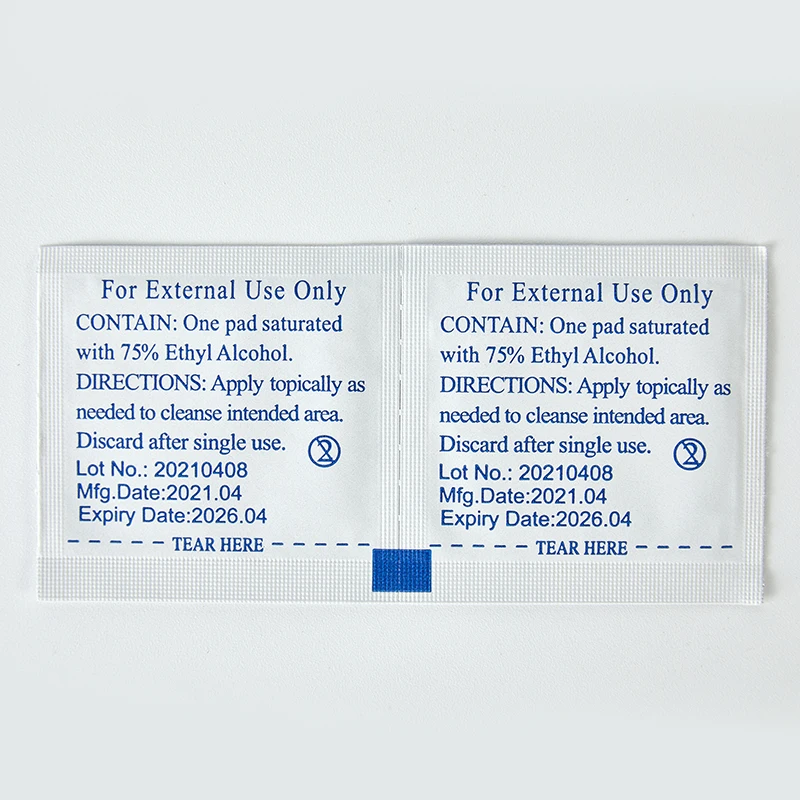 For External Use Only
CONTAIN: One pad saturated
with 75% Ethyl Alcohol.
DIRECTIONS: Apply topically as
needed to cleanse intended area.
Discard after single use.
2
Lot No.: 20210408
Mfg.Date:2021.04
Expiry Date:2026.04
TEAR HERE
For External Use Only
CONTAIN: One pad saturated
with 75% Ethyl Alcohol.
DIRECTIONS: Apply topically as
needed to cleanse intended area.
Discard after single use.
2
Lot No.: 20210408
Mfg.Date:2021.04
Expiry Date:2026.04
TEAR HERE